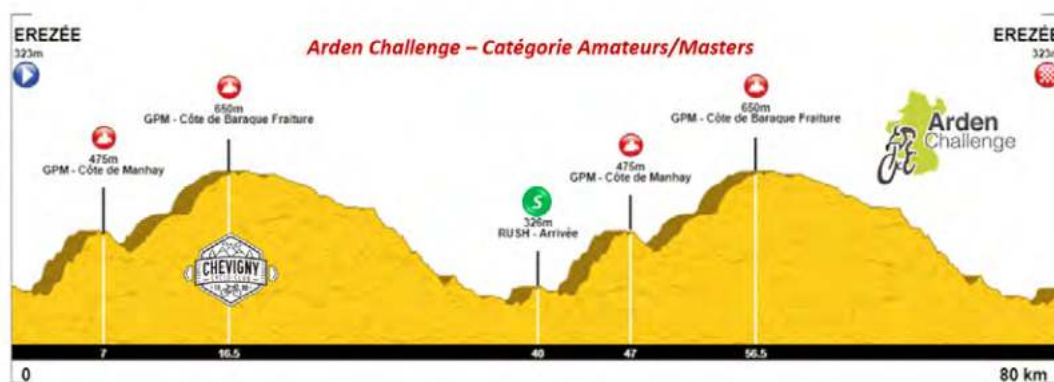 EREZÉE
323m
Arden Challenge – Catégorie Amateurs/Masters
EREZÉE
323m
650m
GPM - Côte de Baraque Fraiture
650m
GPM - Côte de Baraque Fraiture
Arden
Challenge
475m
GPM - Côte de Manhay
475m
GPM - Côte de Manhay
S
326m
RUSH - Arrivée
CHEVIGNY
7
16.5
40
47
56.5
0
80 km